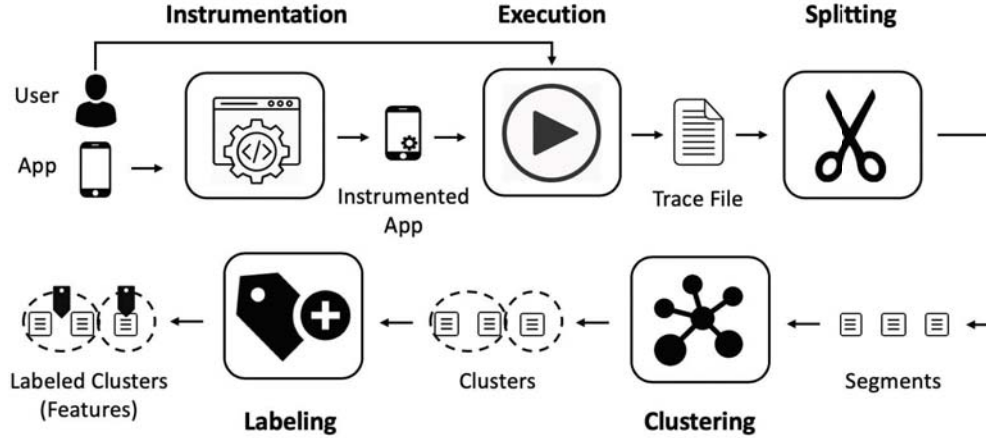 Instrumentation
Execution
Splitting
User
App
</>
Instrumented
App
Trace File
Labeled Clusters
(Features)
Labeling
Clusters
Clustering
Segments